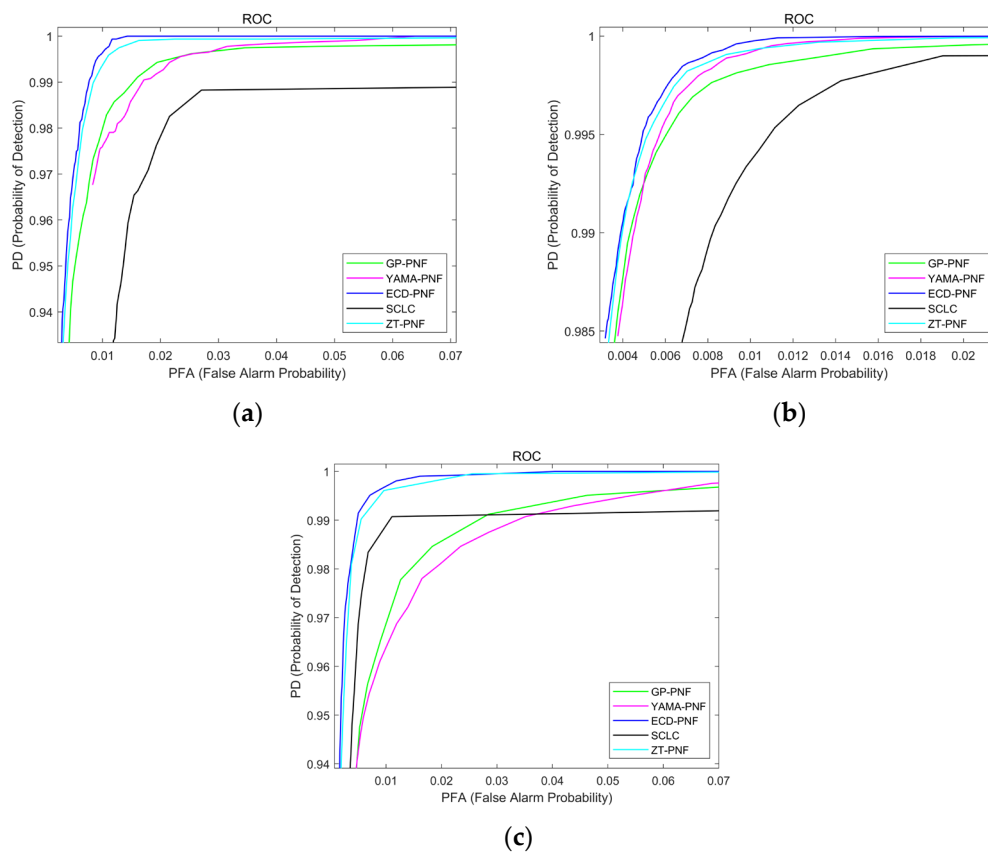 ROC
1
0.99
0.98
0.97
0.96
0.95
0.94
PD (Probability of Detection)
GP-PNF
YAMA-PNF
ECD-PNF
SCLC
ZT-PNF
0.01 0.02 0.03 0.04 0.05 0.06 0.07
PFA (False Alarm Probability)
(a)
ROC
1
0.995
0.99
0.985
PD (Probability of Detection)
GP-PNF
YAMA-PNF
ECD-PNF
SCLC
ZT-PNF
0.004 0.006 0.008 0.01 0.012 0.014 0.016 0.018 0.02
PFA (False Alarm Probability)
(b)
ROC
1
0.99
0.98
0.97
0.96
0.95
0.94
PD (Probability of Detection)
GP-PNF
YAMA-PNF
ECD-PNF
SCLC
ZT-PNF
0.01 0.02 0.03 0.04 0.05 0.06 0.07
PFA (False Alarm Probability)
(c)